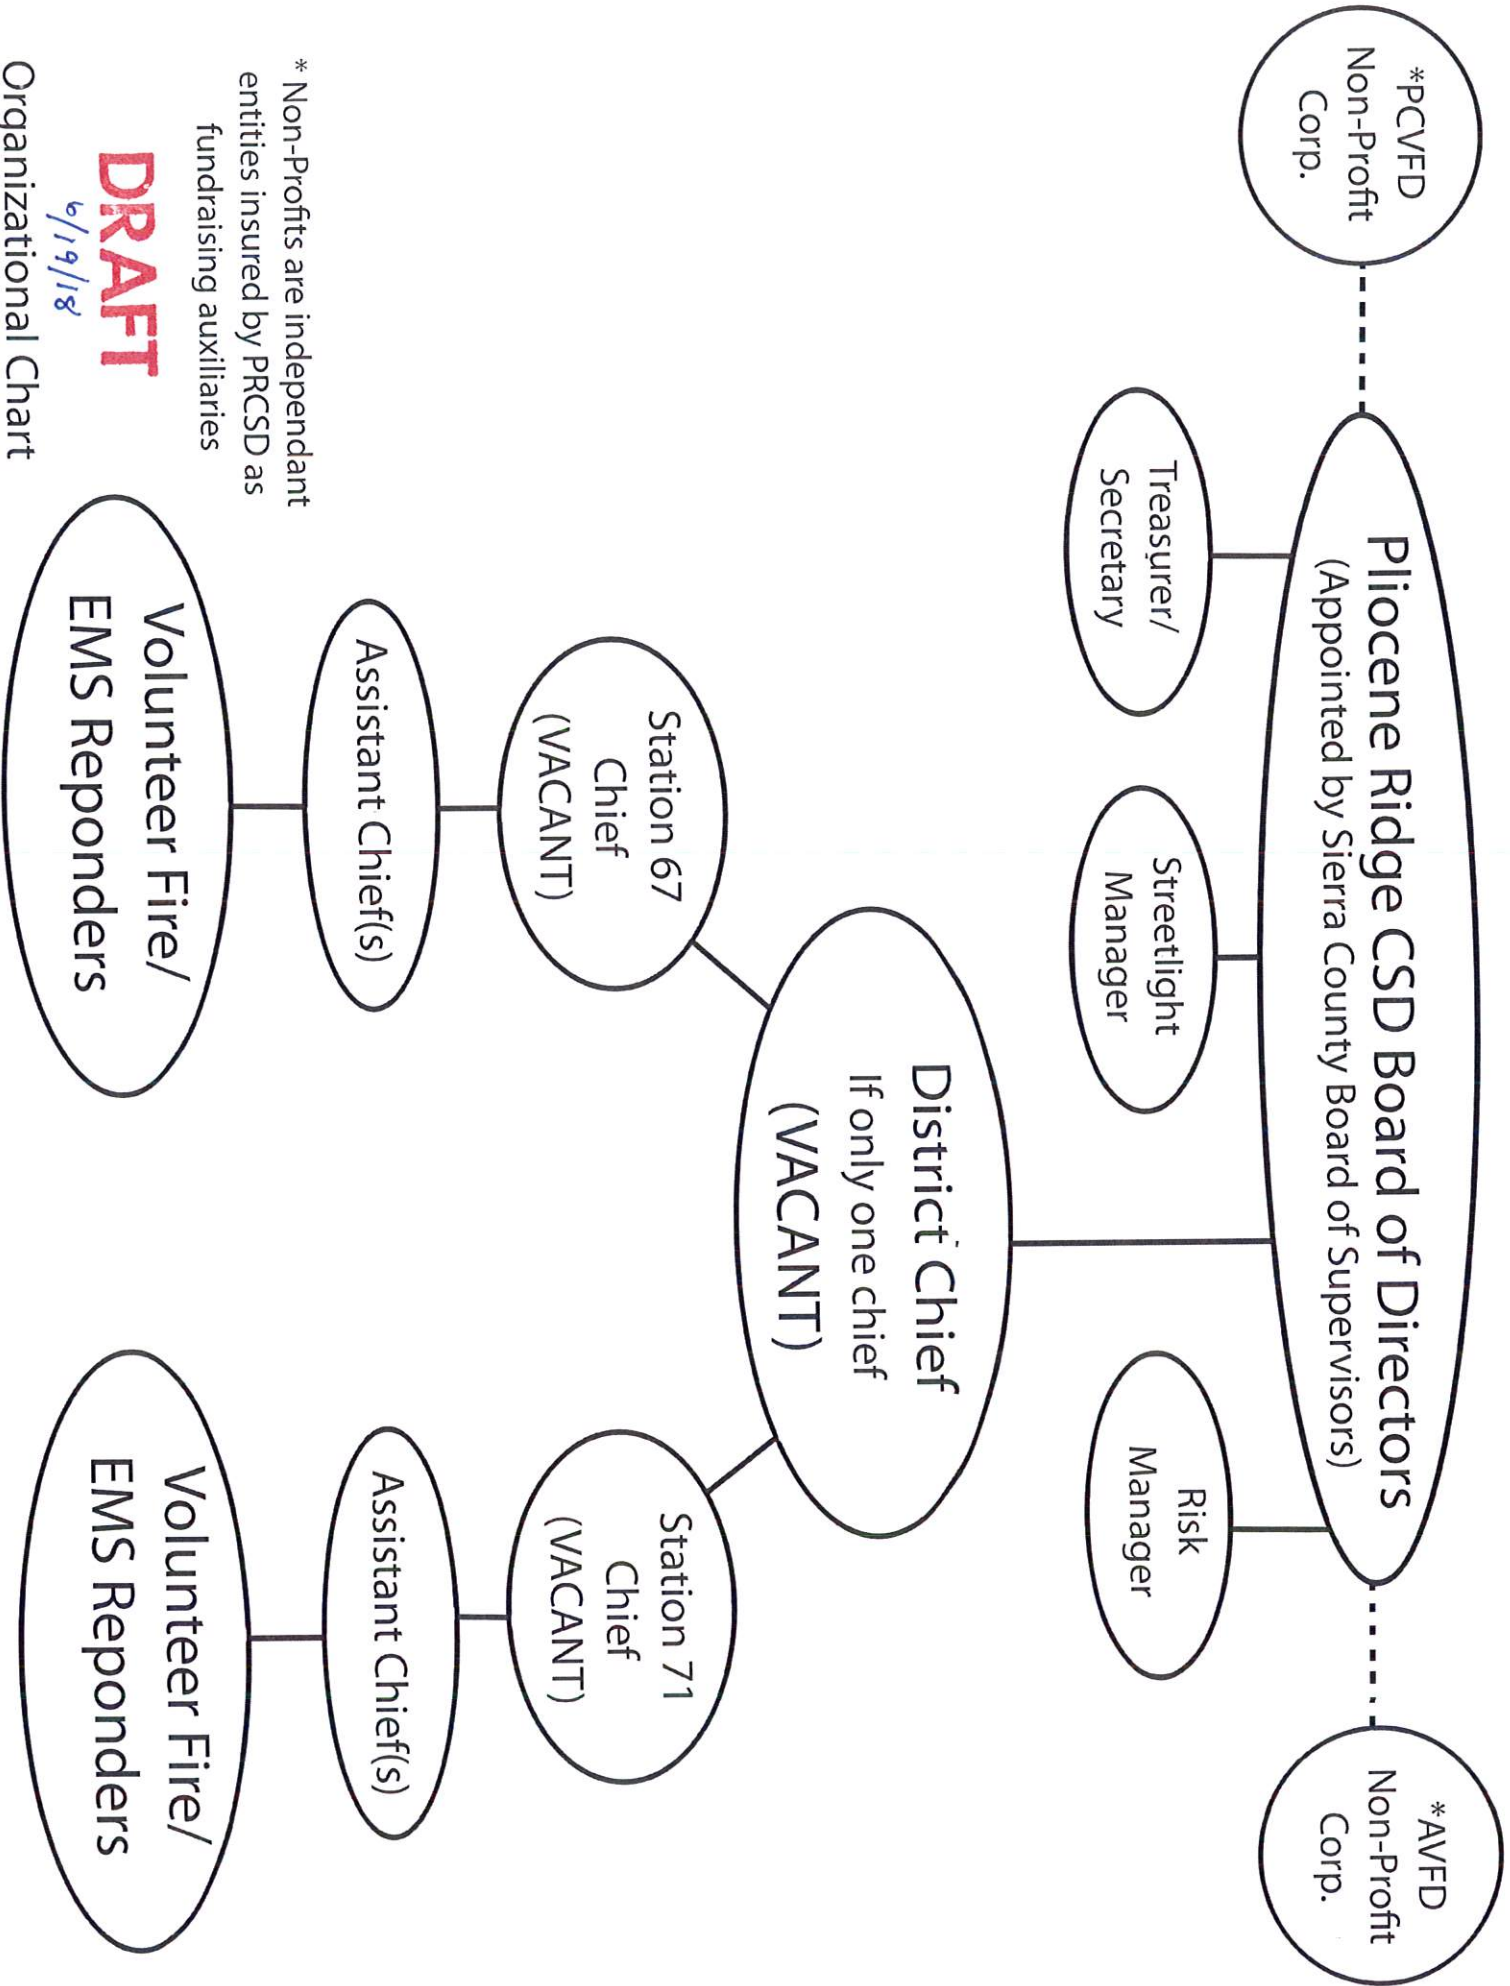 *PCVFD
Non-Profit
Corp.
Pliocene Ridge CSD Board of Directors
(Appointed by Sierra County Board of Supervisors)
*AVFD
Non-Profit
Corp.
Treasurer/
Secretary
Streetlight
Manager
Risk
Manager
District Chief
If only one chief
(VACANT)
Station 67
Chief
(VACANT)
Station 71
Chief
(VACANT)
Assistant Chief(s)
Assistant Chief(s)
Volunteer Fire/
EMS Reponders
Volunteer Fire/
EMS Reponders
* Non-Profits are independant
entities insured by PRCSD as
fundraising auxiliaries
DRAFT
6/19/18
Organizational Chart